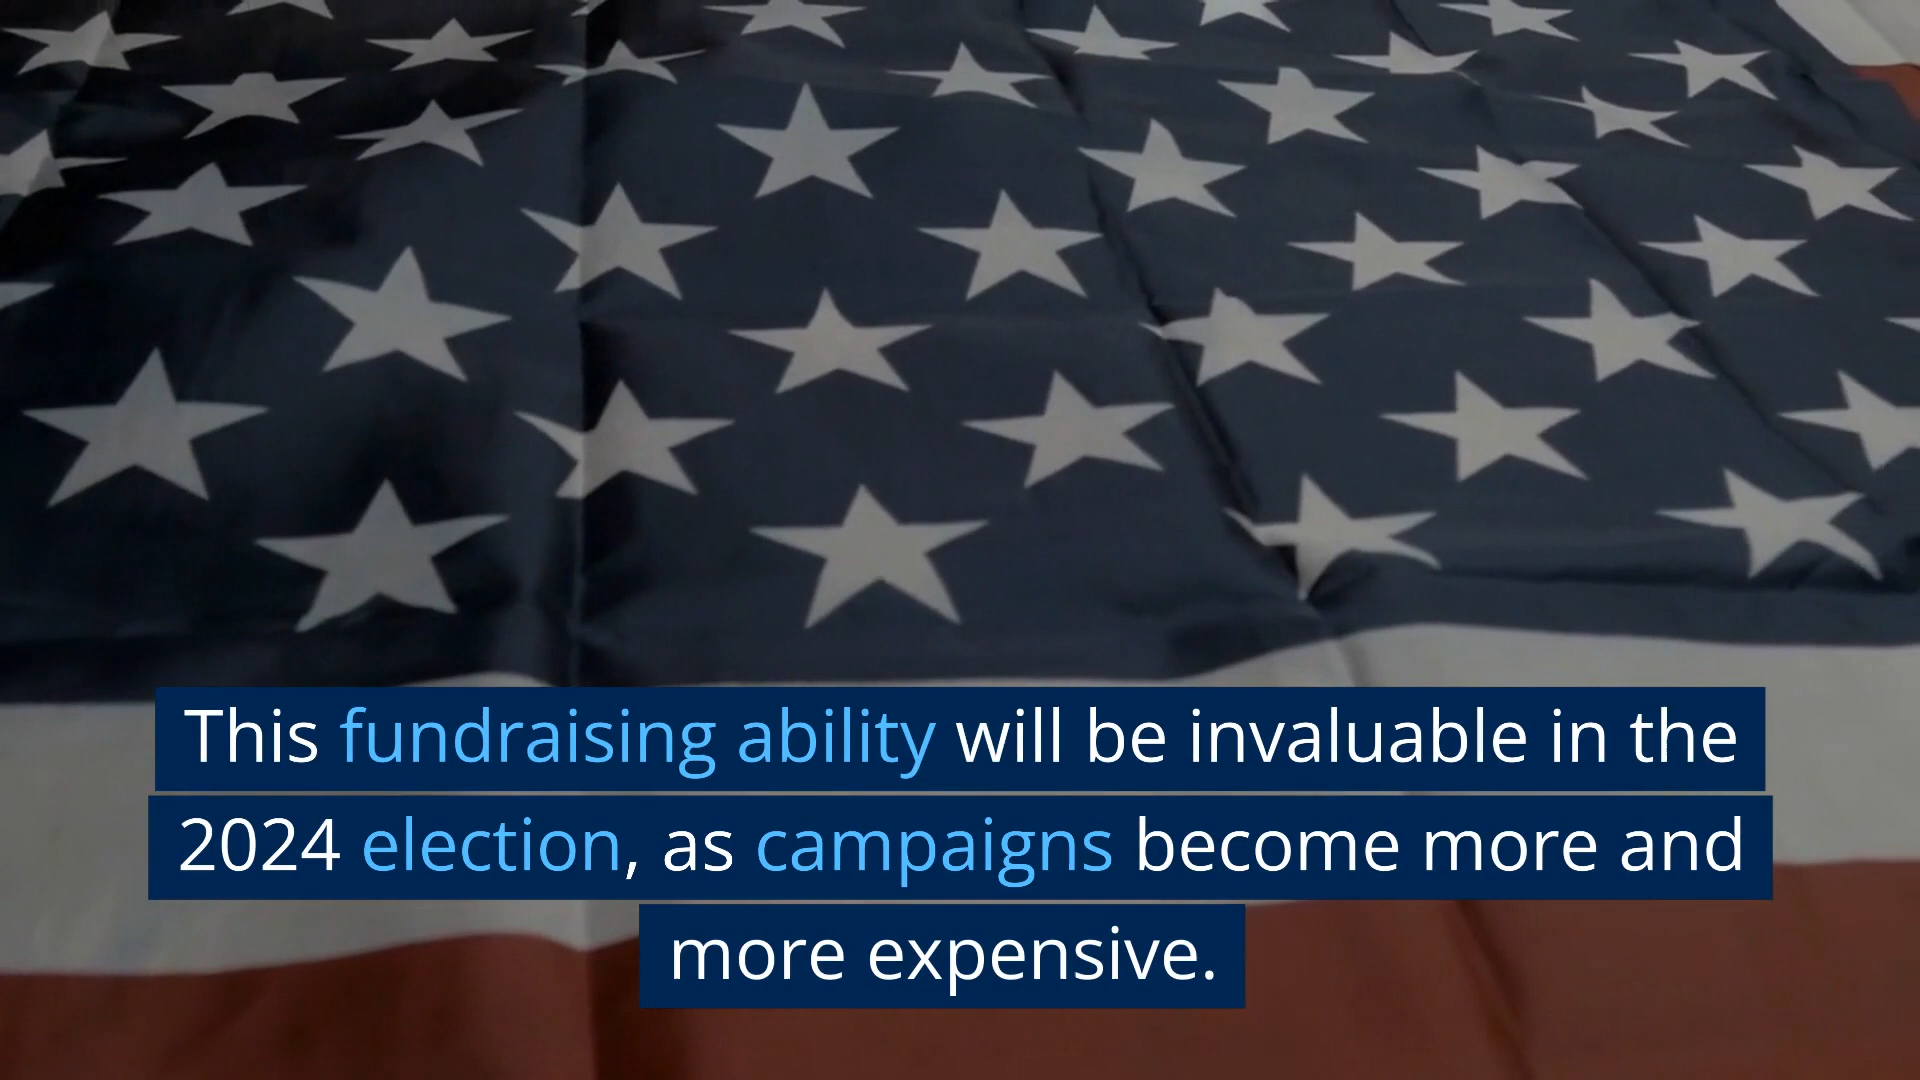 This fundraising ability will be invaluable in the
2024 election, as campaigns become more and
more expensive.